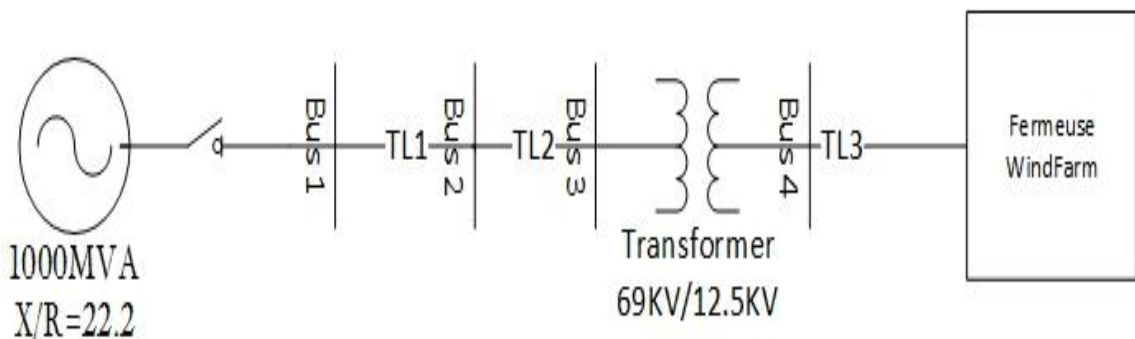 Bus 1
TL1
Bus 2
TL2
Bus 3
Bus 4
TL3
Fermeuse
WindFarm
Transformer
69KV/12.5KV
1000MVA
X/R=22.2